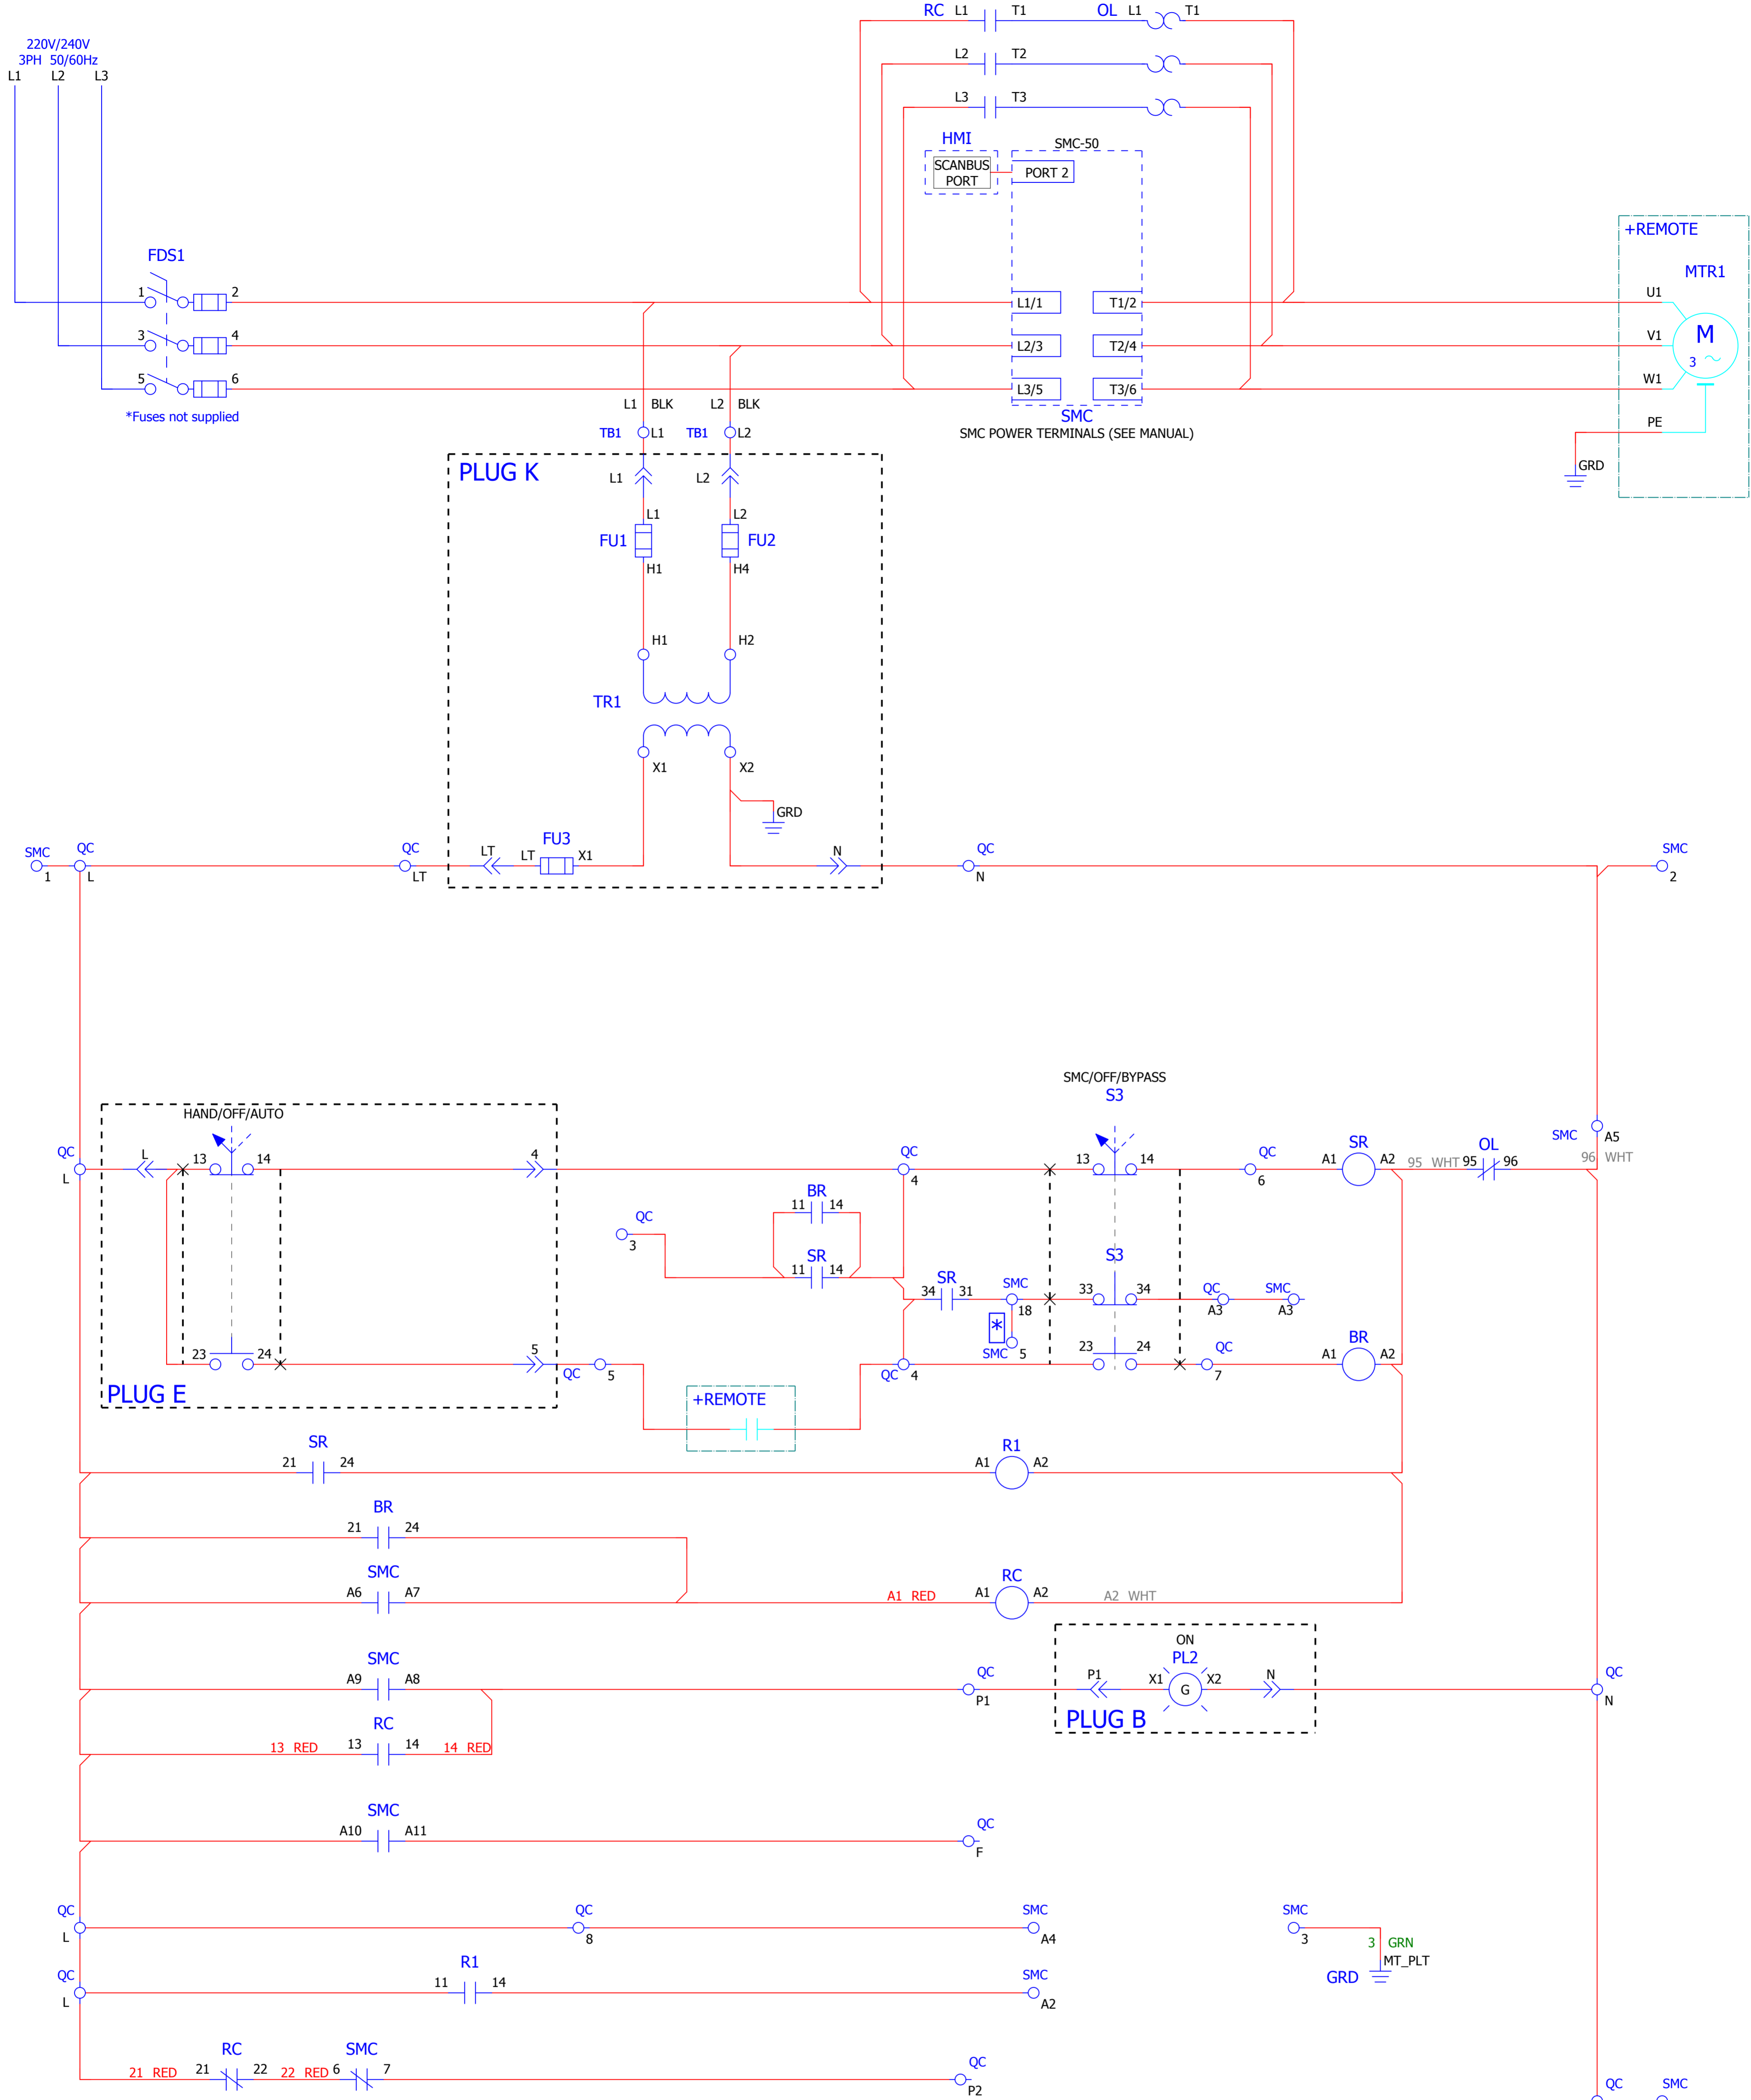 RC L1 T1 OL L1 T1
220V/240V
3PH 50/60Hz
L1 L2 L3
L2 T2
L3 T3
HMI
SCANBUS
PORT
SMC-50
PORT 2
+REMOTE
MTR1
FDS1
1 2
L1/1 T1/2
U1
3 4
L2/3 T2/4
V1
M
3
5 6
L3/5 T3/6
W1
*Fuses not supplied
L1 BLK L2 BLK
SMC
SMC POWER TERMINALS (SEE MANUAL)
PE
GRD
TB1 L1 TB1 L2
PLUG K
L1 L2
L1 L2
FU1 FU2
H1 H4
H1 H2
TR1
X1 X2
GRD
SMC QC QC FU3 QC SMC
LT LT X1 N
1 L LT N 2
SMC/OFF/BYPASS
S3
HAND/OFF/AUTO
SMC A5
QC L 13 14 4 QC 13 14 QC SR OL
L 4 6 A1 A2 95 WHT 95 96 96 WHT
BR
11 14
QC
3
SR
11 14
S3
SR
34 31 SMC 33 34 QC SMC
18 A3 A3
*
SMC 5
BR
23 24 5 QC 5 QC 4 23 24 QC 7 A1 A2
PLUG E
+REMOTE
SR R1
21 24 A1 A2
BR
21 24
SMC RC
A6 A7 A1 RED A1 A2 A2 WHT
ON
PL2
SMC QC QC
A9 A8 P1 P1 X1 G X2 N N
PLUG B
RC
13 RED 13 14 14 RED
SMC
A10 A11 QC
F
QC QC SMC SMC
L 8 A4 3
3 GRN
MT_PLT
GRD
QC R1 SMC
L 11 14 A2
RC SMC
21 RED 21 22 22 RED 6 7 QC
P2
QC SMC